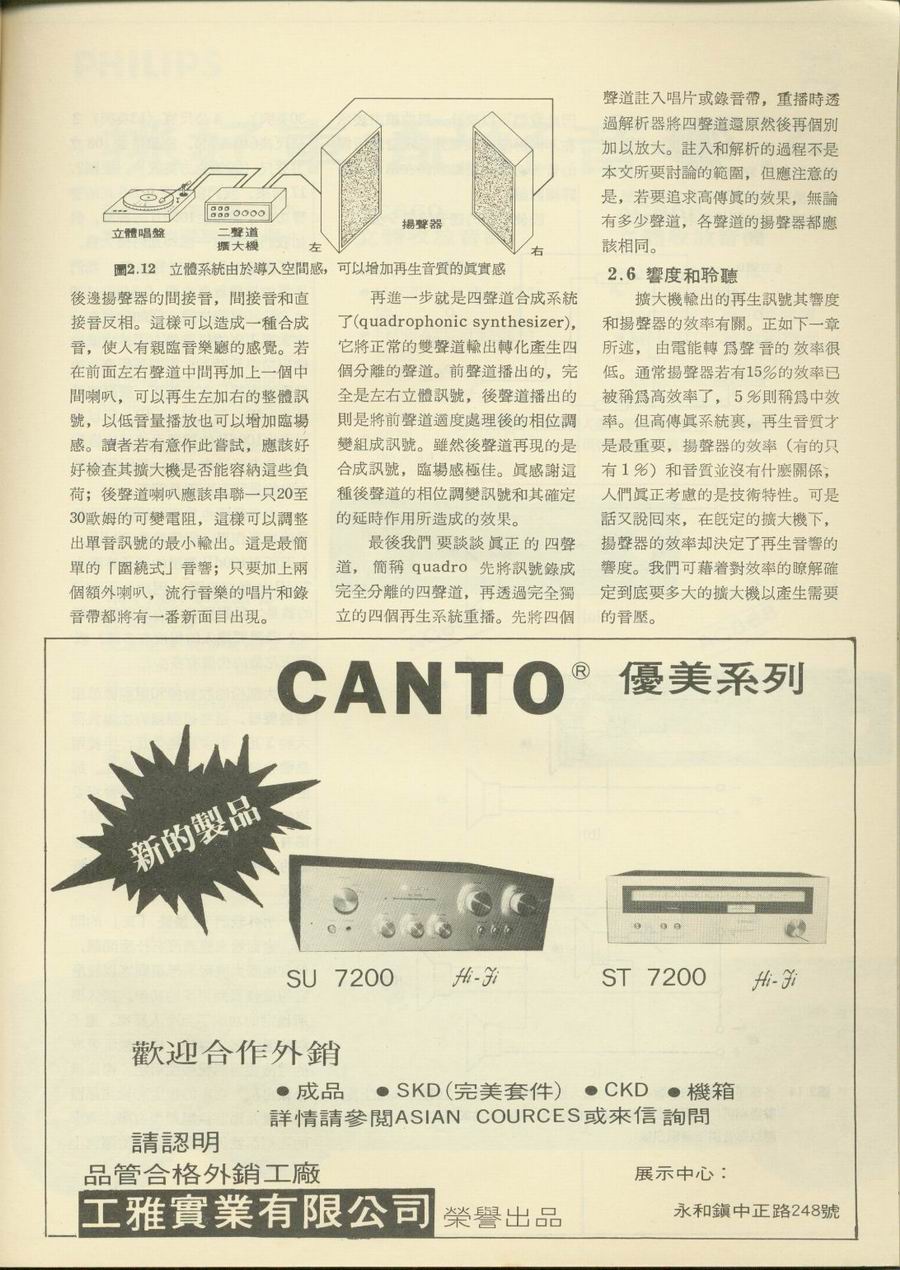 立體唱盤
二聲道
擴大機
左
揚聲器
右
圖2.12 立體系統由於導入空間感，可以增加再生音質的眞實感
後邊揚聲器的間接音，間接音和直
接音反相。這樣可以造成一種合成
音，使人有親臨音樂廳的感覺。若
在前面左右聲道中間再加上一個中
間喇叭，可以再生左加右的整體訊
號，以低音量播放也可以增加臨場
感。讀者若有意作此嘗試，應該好
好檢查其擴大機是否能容納這些負
荷；後聲道喇叭應該串聯一只20至
30歐姆的可變電阻，這樣可以調整
出單音訊號的最小輸出。這是最簡
單的「圍繞式」音響；只要加上兩
個額外喇叭，流行音樂的唱片和錄
音帶都將有一番新面目出現。
再進一步就是四聲道合成系統
了(quadrophonic synthesizer)，
它將正常的雙聲道輸出轉化產生四
個分離的聲道。前聲道播出的，完
全是左右立體訊號，後聲道播出的
則是將前聲道適度處理後的相位調
變組成訊號。雖然後聲道再現的是
合成訊號，臨場感極佳。眞感謝這
種後聲道的相位調變訊號和其確定
的延時作用所造成的效果。
最後我們要談談眞正的四聲
道，簡稱 quadro 先將訊號錄成
完全分離的四聲道，再透過完全獨
立的四個再生系統重播。先將四個
聲道註入唱片或錄音帶，重播時透
過解析器將四聲道還原然後再個別
加以放大。註入和解析的過程不是
本文所要討論的範圍，但應注意的
是，若要追求高傳眞的效果，無論
有多少聲道，各聲道的揚聲器都應
該相同。
2.6 響度和聆聽
擴大機輸出的再生訊號其響度
和揚聲器的效率有關。正如下一章
所述，由電能轉爲聲音的效率很
低。通常揚聲器若有15%的效率已
被稱爲高效率了，5%則稱爲中效
率。但高傳眞系統裏，再生音質才
是最重要，揚聲器的效率（有的只
有1%）和音質並沒有什麽關係，
人們眞正考慮的是技術特性。可是
話又說囘來，在旣定的擴大機下，
揚聲器的效率却決定了再生音響的
響度。我們可藉着對效率的瞭解確
定到底要多大的擴大機以產生需要
的音壓。
CANTO® 優美系列
新的製品
SU 7200 Hi-Fi
ST 7200 Hi-Fi
歡迎合作外銷
●成品 ●SKD(完美套件) ●CKD ●機箱
詳情請參閱ASIAN COURCES或來信詢問
請認明
品管合格外銷工廠
工雅實業有限公司 榮譽出品
展示中心：
永和鎭中正路248號